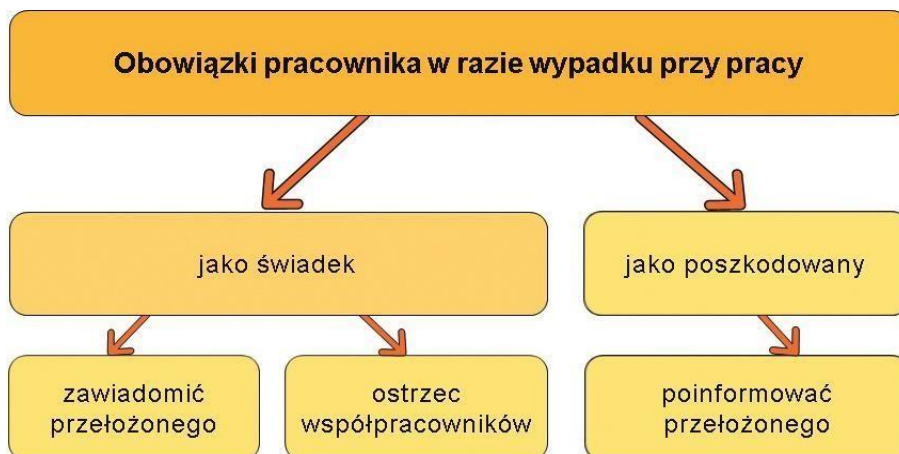 Obowiązki pracownika w razie wypadku przy pracy
jako świadek
jako poszkodowany
zawiadomić
przełożonego
ostrzec
współpracowników
poinformować
przełożonego